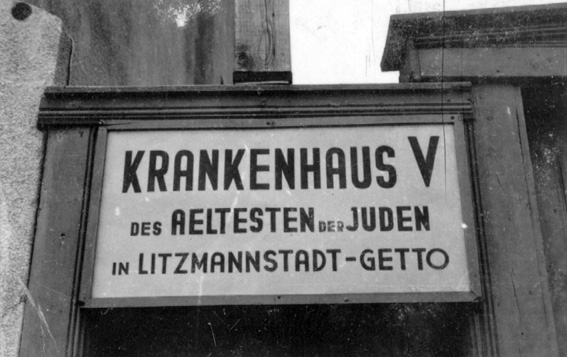 KRANKENHAUS V
DES AELTESTEN DER JUDEN
IN LITZMANNSTADT-GETTO